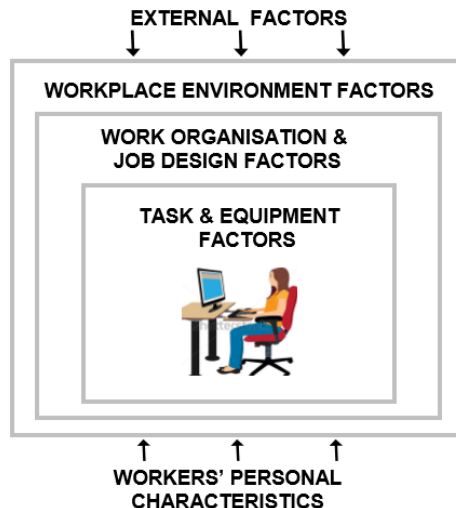 EXTERNAL FACTORS
WORKPLACE ENVIRONMENT FACTORS
WORK ORGANISATION &
JOB DESIGN FACTORS
TASK & EQUIPMENT
FACTORS
WORKERS' PERSONAL
CHARACTERISTICS